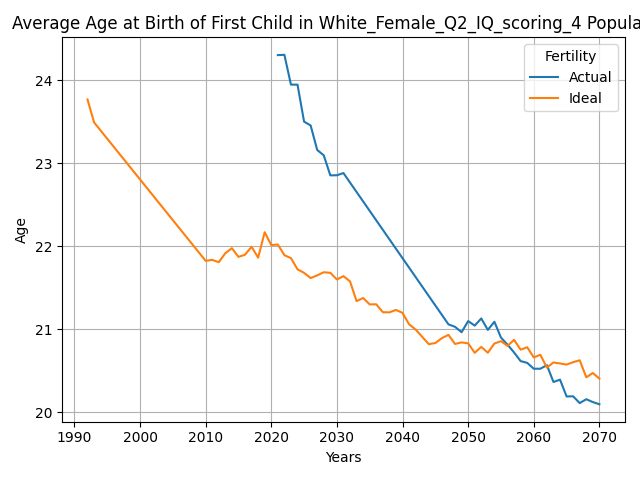 Average Age at Birth of First Child in White_Female_Q2_IQ_scoring_4 Popula
Fertility
Actual
Ideal
24
23
22
21
20
Age
1990 2000 2010 2020 2030 2040 2050 2060 2070
Years